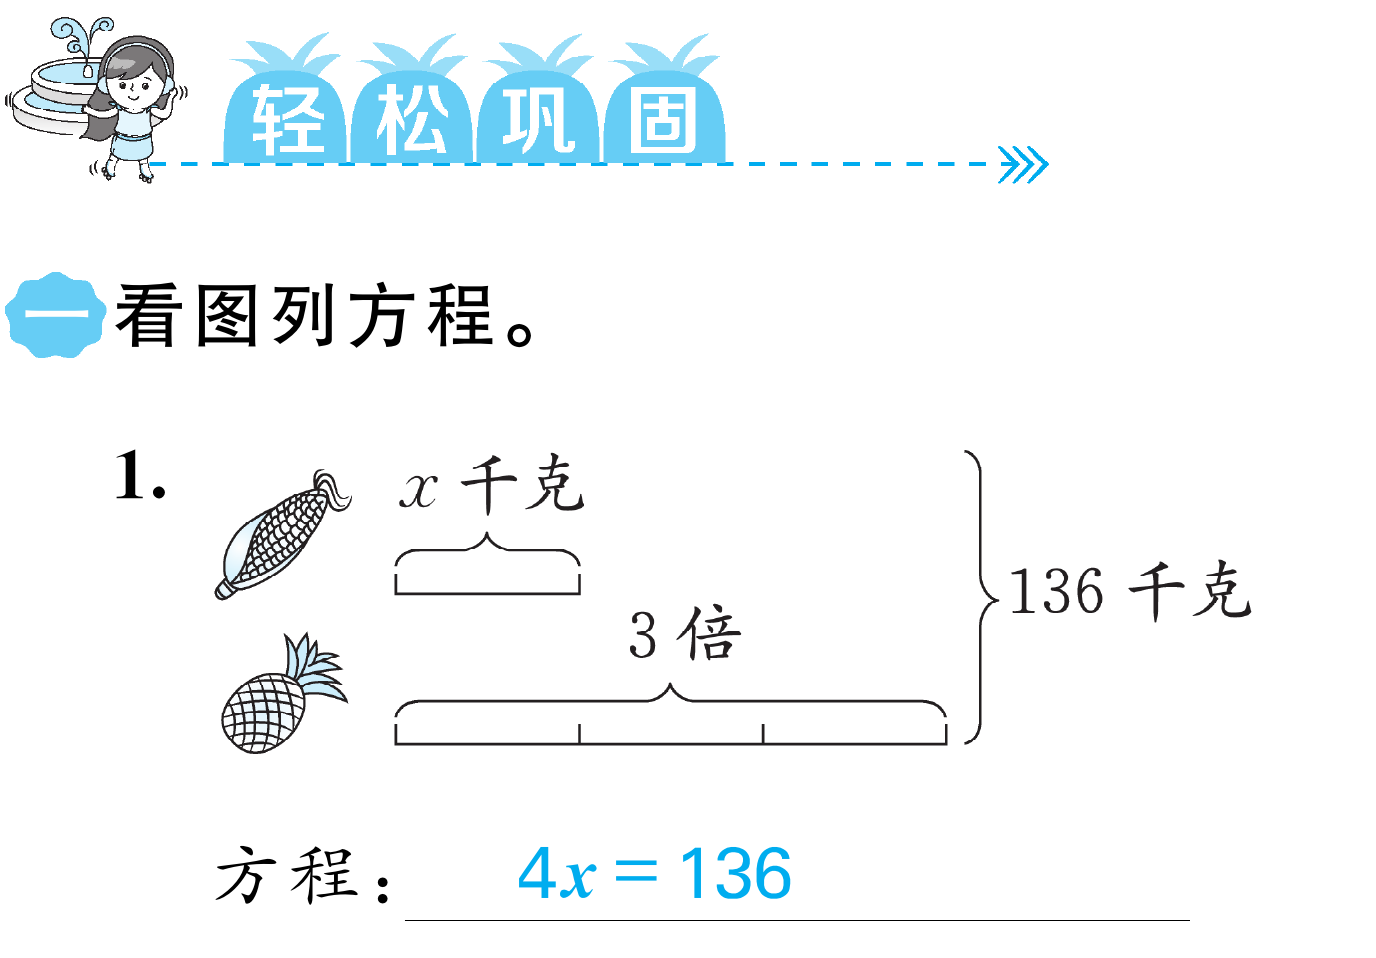 轻松巩固
一 看图列方程。
1. x 千克
136 千克
3 倍
方程： 4x = 136